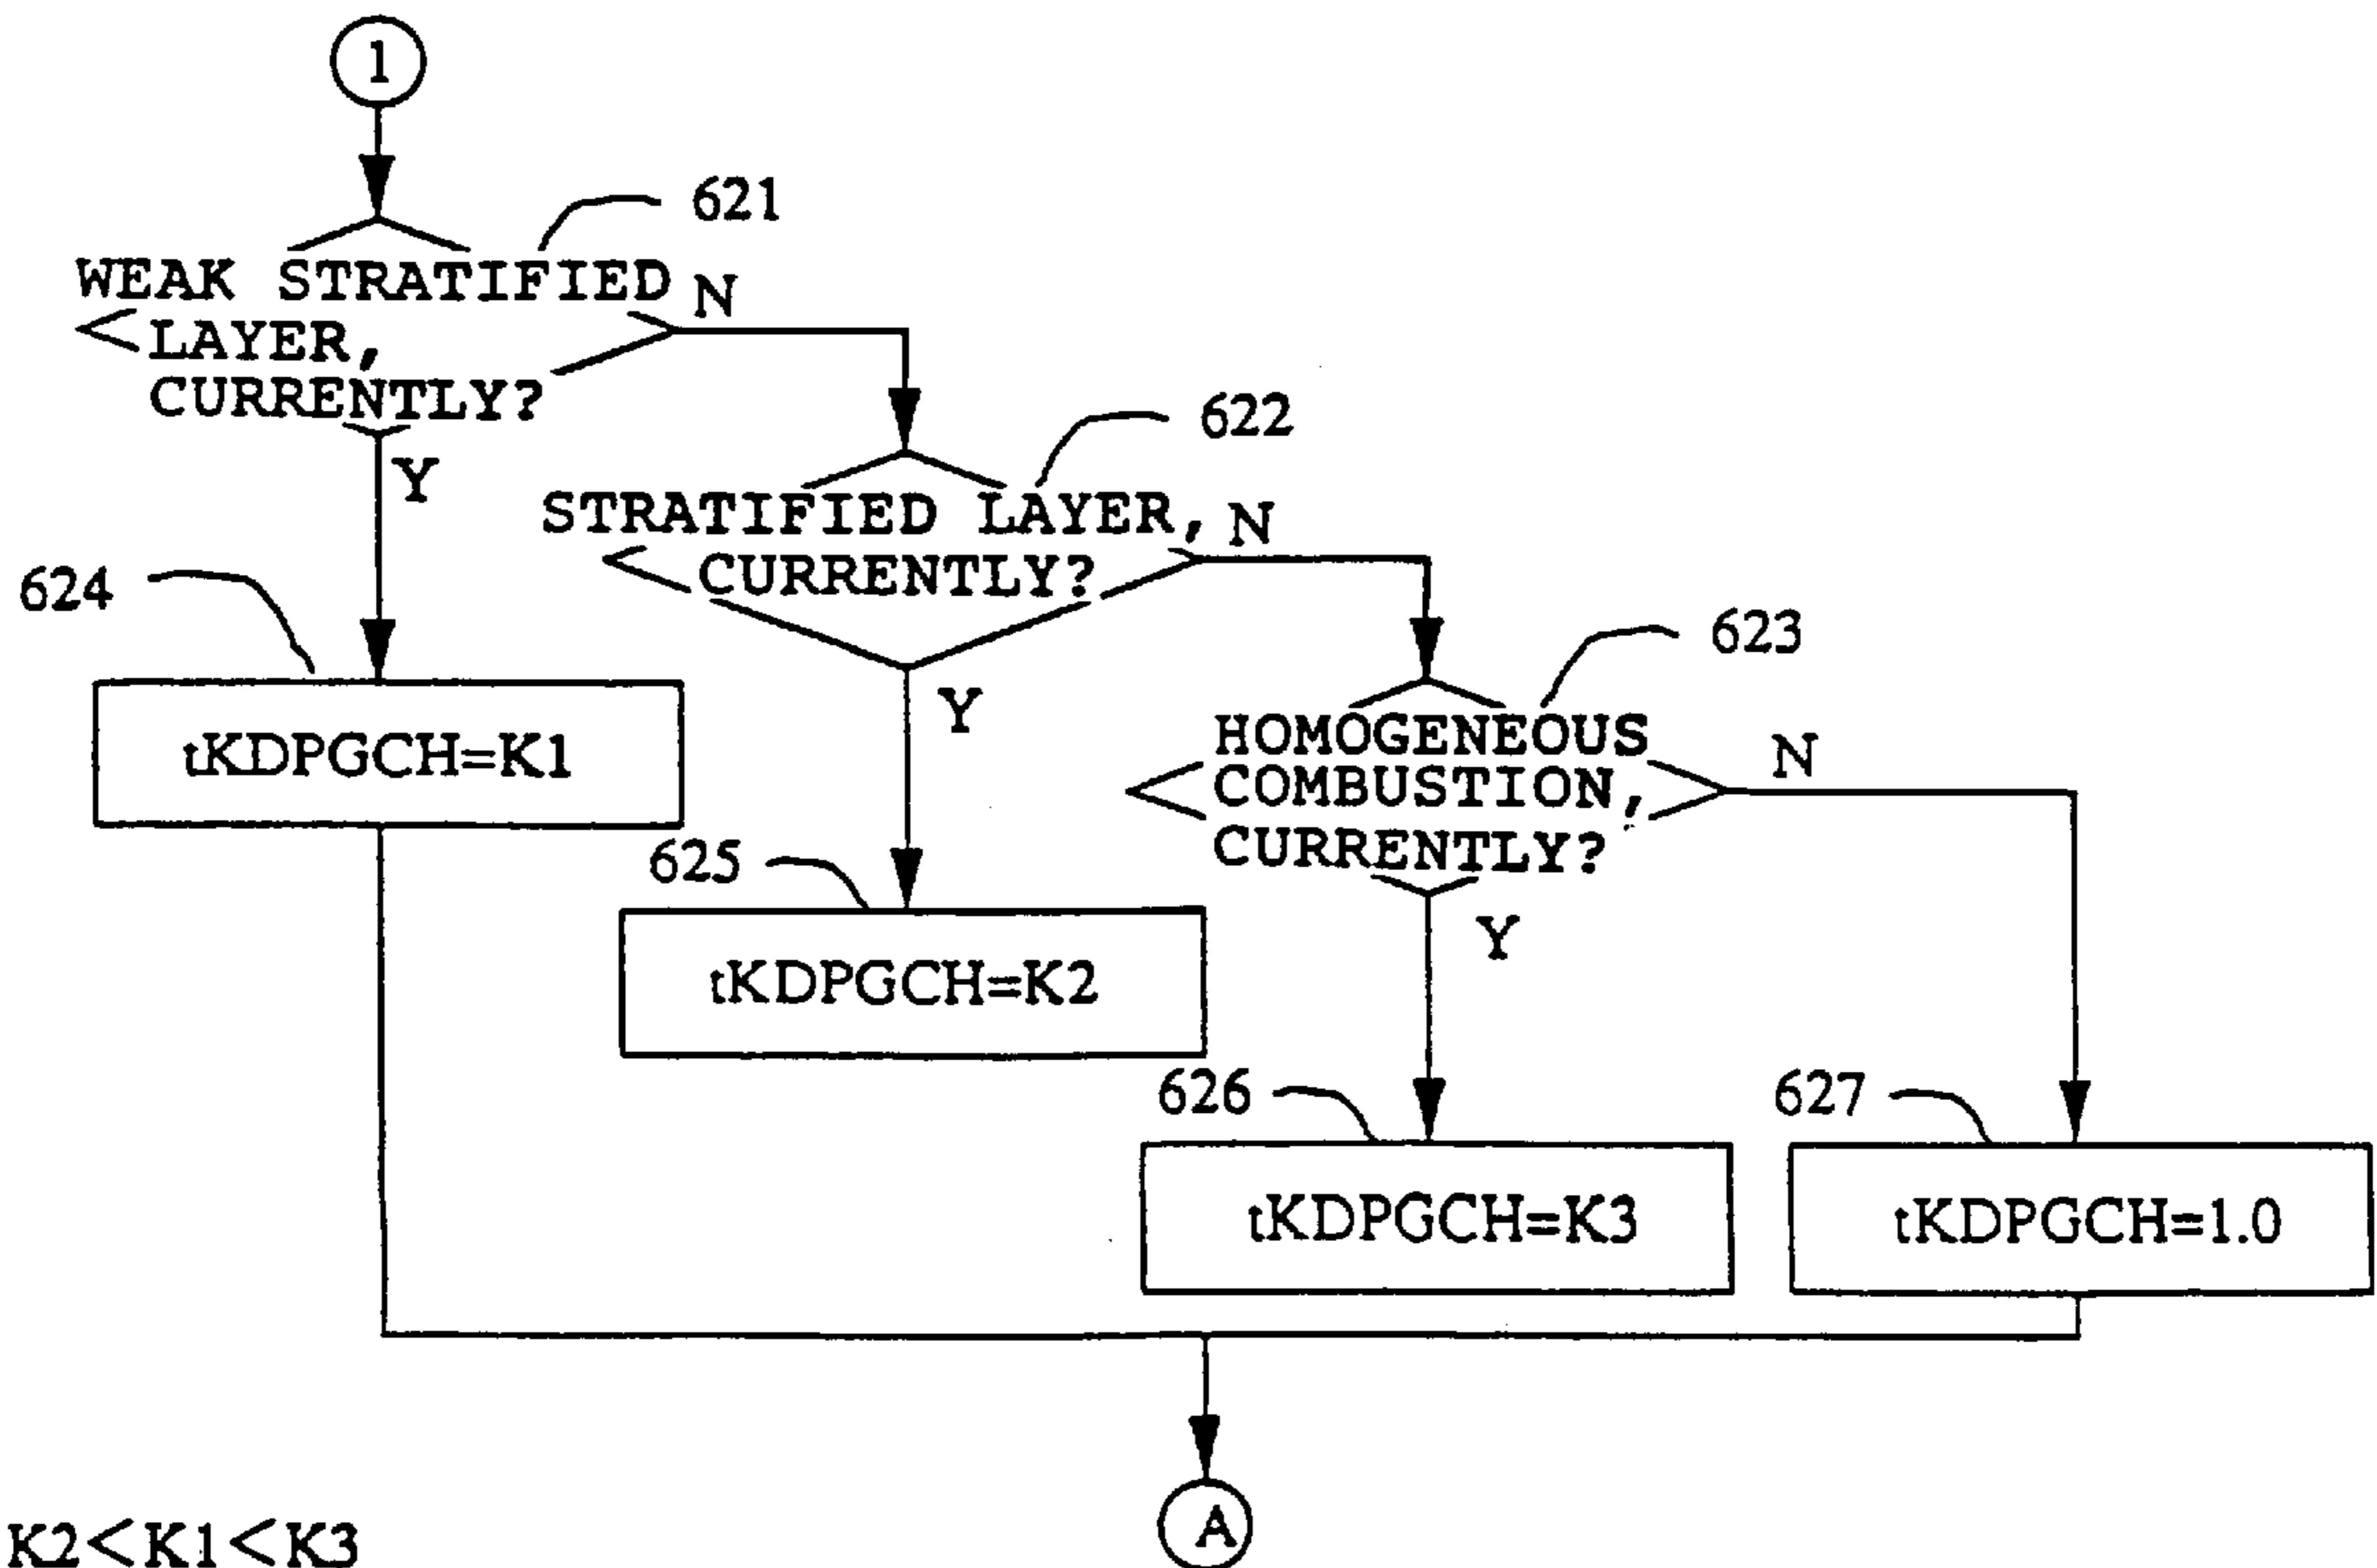 1
621
WEAK STRATIFIED
LAYER,
CURRENTLY?
N
Y
622
STRATIFIED LAYER,
CURRENTLY?
N
Y
623
HOMOGENEOUS
COMBUSTION,
CURRENTLY?
N
Y
624
tKDPGCH=K1
625
tKDPGCH=K2
626
tKDPGCH=K3
627
tKDPGCH=1.0
A
K2<K1<K3